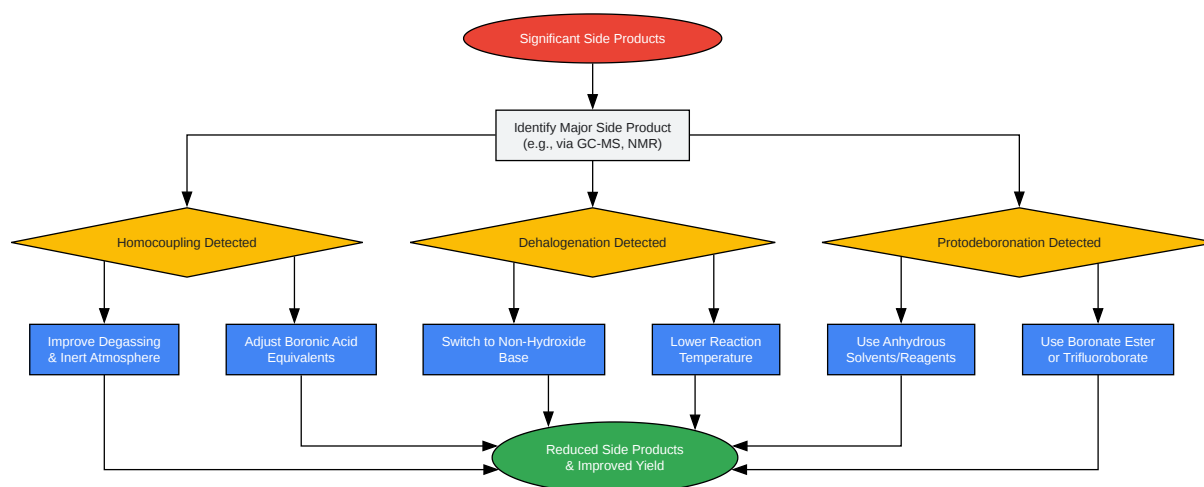 Significant Side Products
Identify Major Side Product
(e.g., via GC-MS, NMR)
Homocoupling Detected
Dehalogenation Detected
Protodeboronation Detected
Improve Degassing
& Inert Atmosphere
Adjust Boronic Acid
Equivalents
Switch to Non-Hydroxide
Base
Lower Reaction
Temperature
Use Anhydrous
Solvents/Reagents
Use Boronate Ester
or Trifluoroborate
Reduced Side Products
& Improved Yield